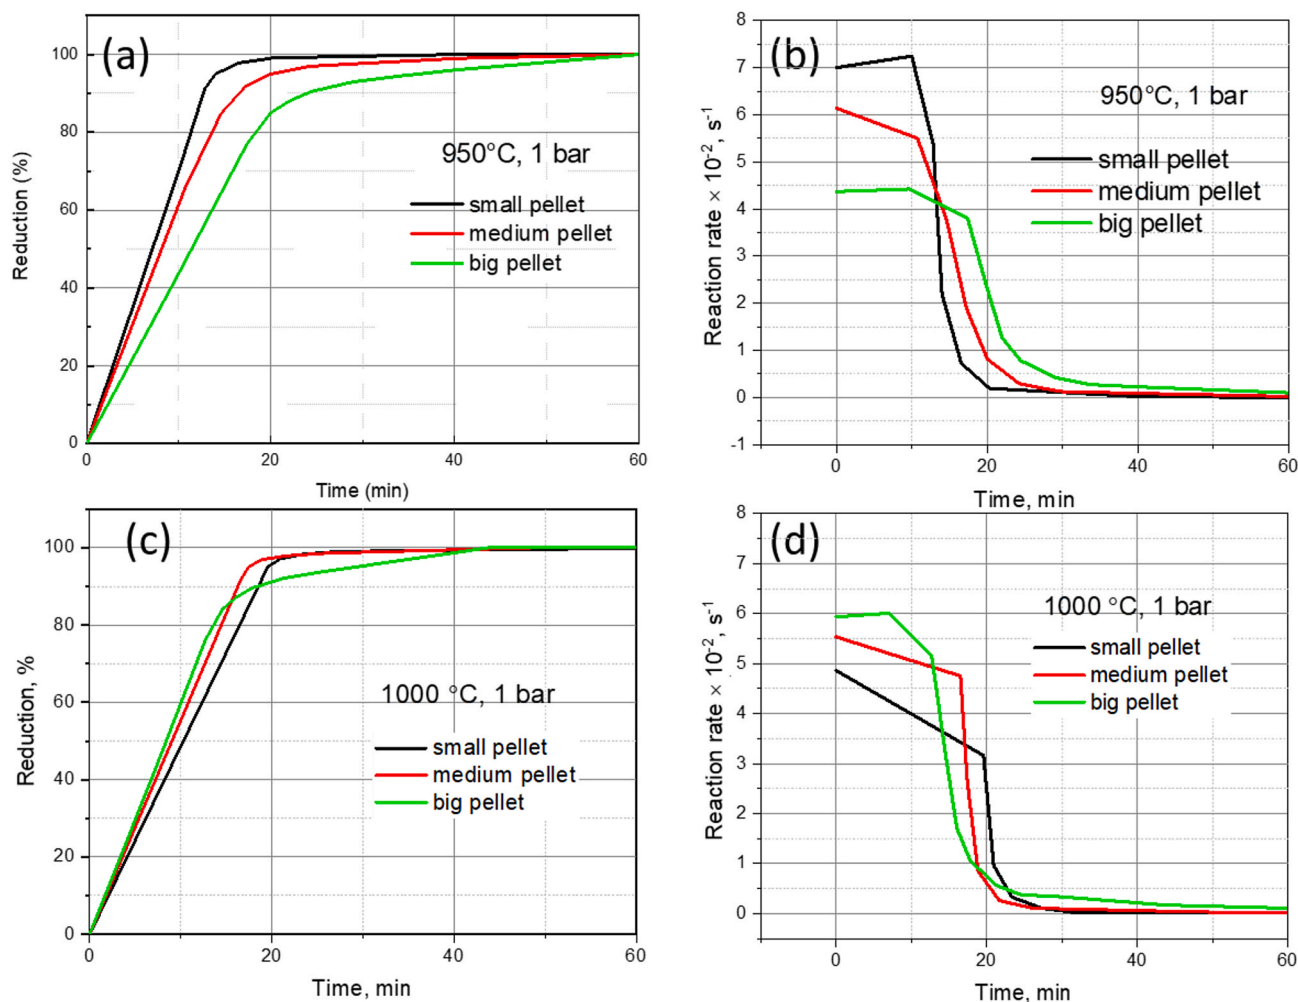 (a)
Reduction (%)
100
80
60
40
20
0
950°C, 1 bar
small pellet
medium pellet
big pellet
0 20 40 60
Time (min)
(b)
Reaction rate × 10⁻², s⁻¹
8
7
6
5
4
3
2
1
0
-1
950°C, 1 bar
small pellet
medium pellet
big pellet
0 20 40 60
Time, min
(c)
Reduction, %
100
80
60
40
20
0
1000 °C, 1 bar
small pellet
medium pellet
big pellet
0 20 40 60
Time, min
(d)
Reaction rate × 10⁻², s⁻¹
8
7
6
5
4
3
2
1
0
1000 °C, 1 bar
small pellet
medium pellet
big pellet
0 20 40 60
Time, min